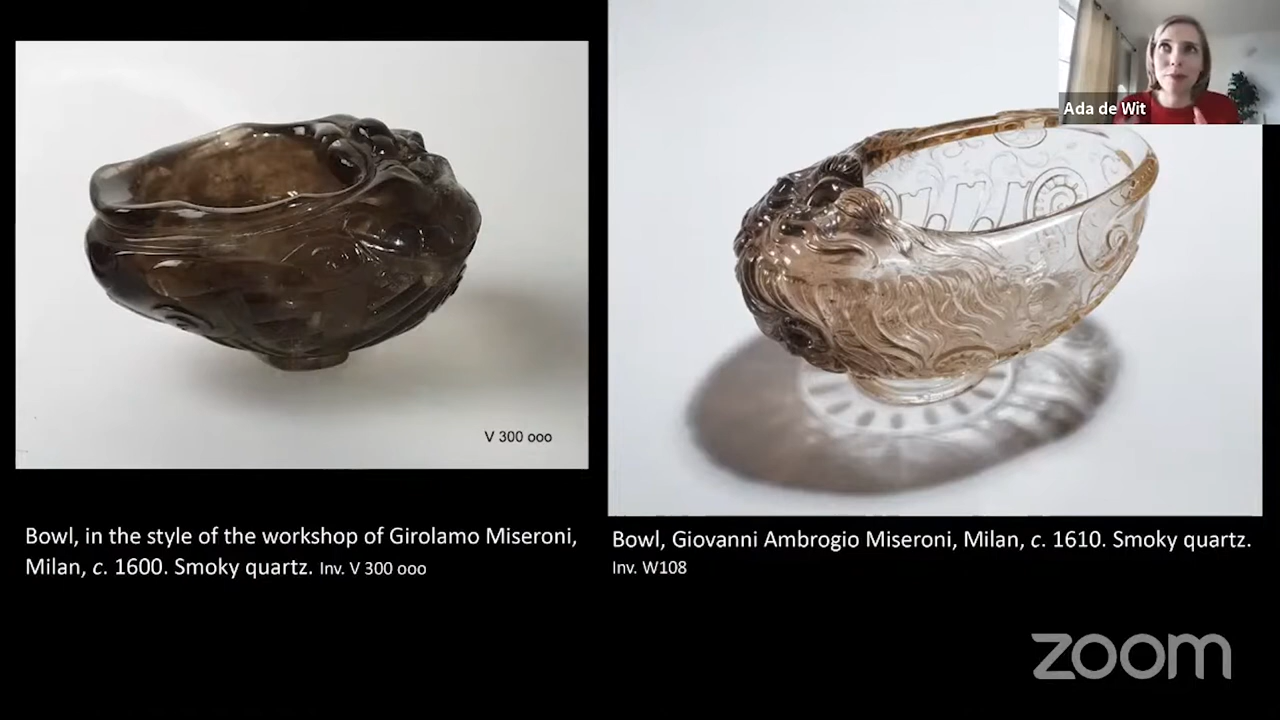 Ada de Wit
V 300 ooo
Bowl, in the style of the workshop of Girolamo Miseroni,
Milan, c. 1600. Smoky quartz. Inv. V 300 ooo
Bowl, Giovanni Ambrogio Miseroni, Milan, c. 1610. Smoky quartz.
Inv. W108
zoom